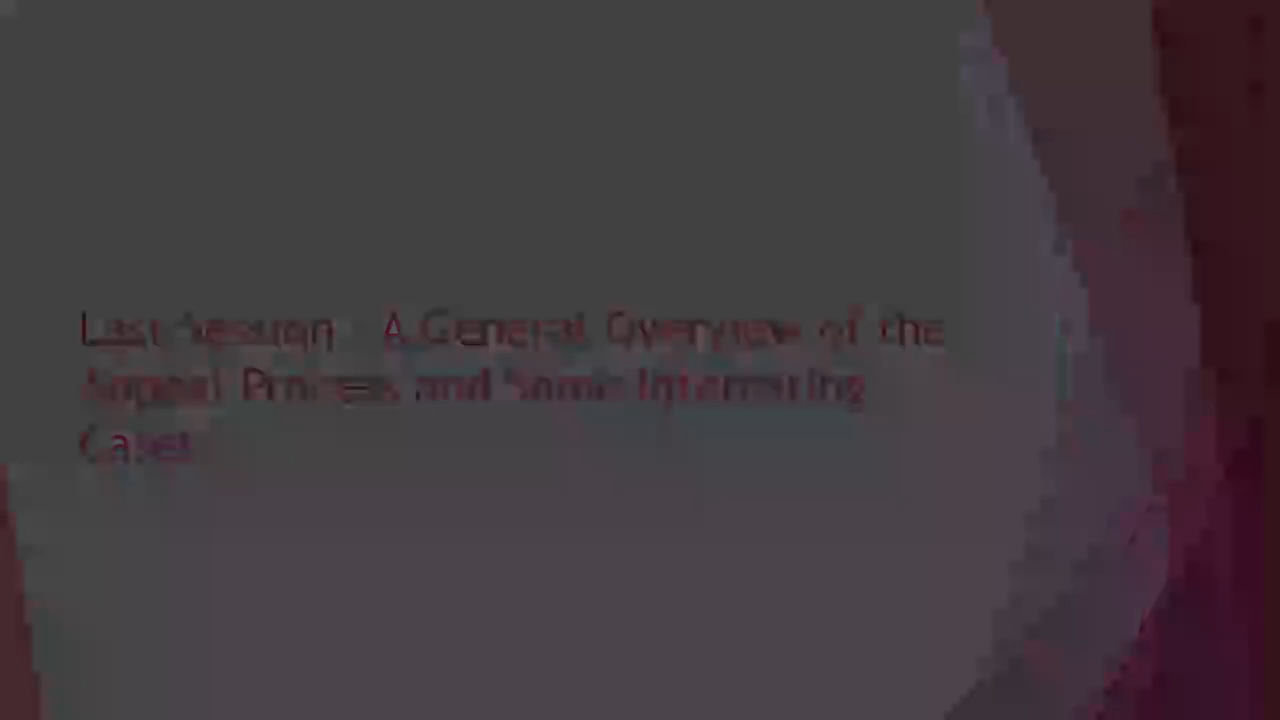 Last Session - A General Overview of the
Appeal Process and Some Interesting
Cases